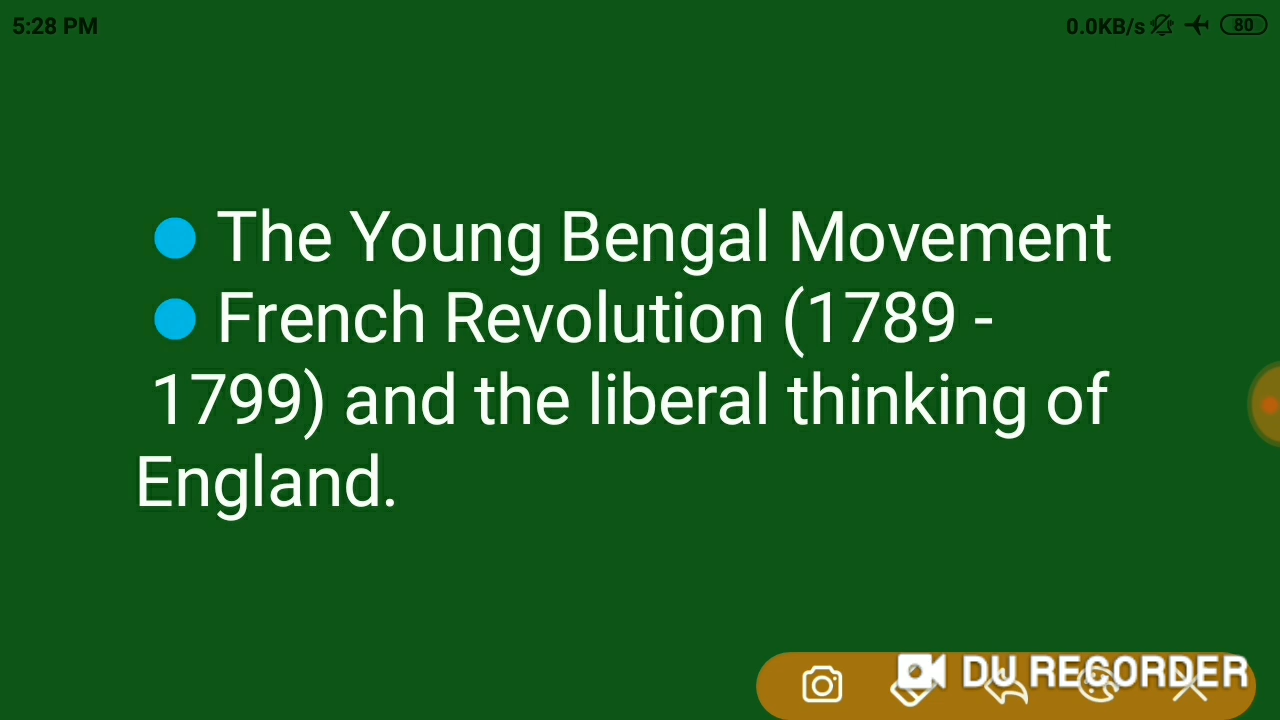 5:28 PM
0.0KB/s
80
The Young Bengal Movement
French Revolution (1789 -
1799) and the liberal thinking of
England.
DU RECORDER